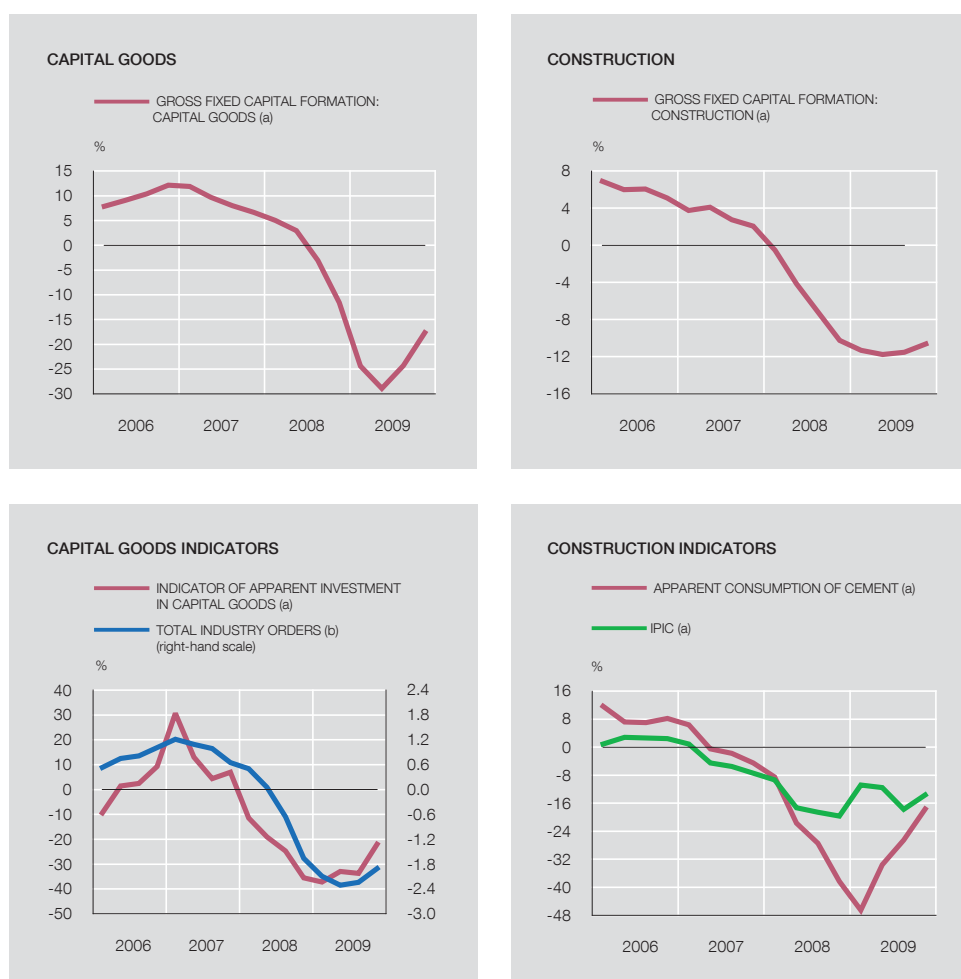 CAPITAL GOODS
GROSS FIXED CAPITAL FORMATION:
CAPITAL GOODS (a)
%
15
10
5
0
-5
-10
-15
-20
-25
-30
2006 2007 2008 2009
CONSTRUCTION
GROSS FIXED CAPITAL FORMATION:
CONSTRUCTION (a)
%
8
4
0
-4
-8
-12
-16
2006 2007 2008 2009
CAPITAL GOODS INDICATORS
INDICATOR OF APPARENT INVESTMENT
IN CAPITAL GOODS (a)
TOTAL INDUSTRY ORDERS (b)
(right-hand scale)
%
40 2.4
30 1.8
20 1.2
10 0.6
0 0.0
-10 -0.6
-20 -1.2
-30 -1.8
-40 -2.4
-50 -3.0
2006 2007 2008 2009
CONSTRUCTION INDICATORS
APPARENT CONSUMPTION OF CEMENT (a)
IPIC (a)
%
16
8
0
-8
-16
-24
-32
-40
-48
2006 2007 2008 2009